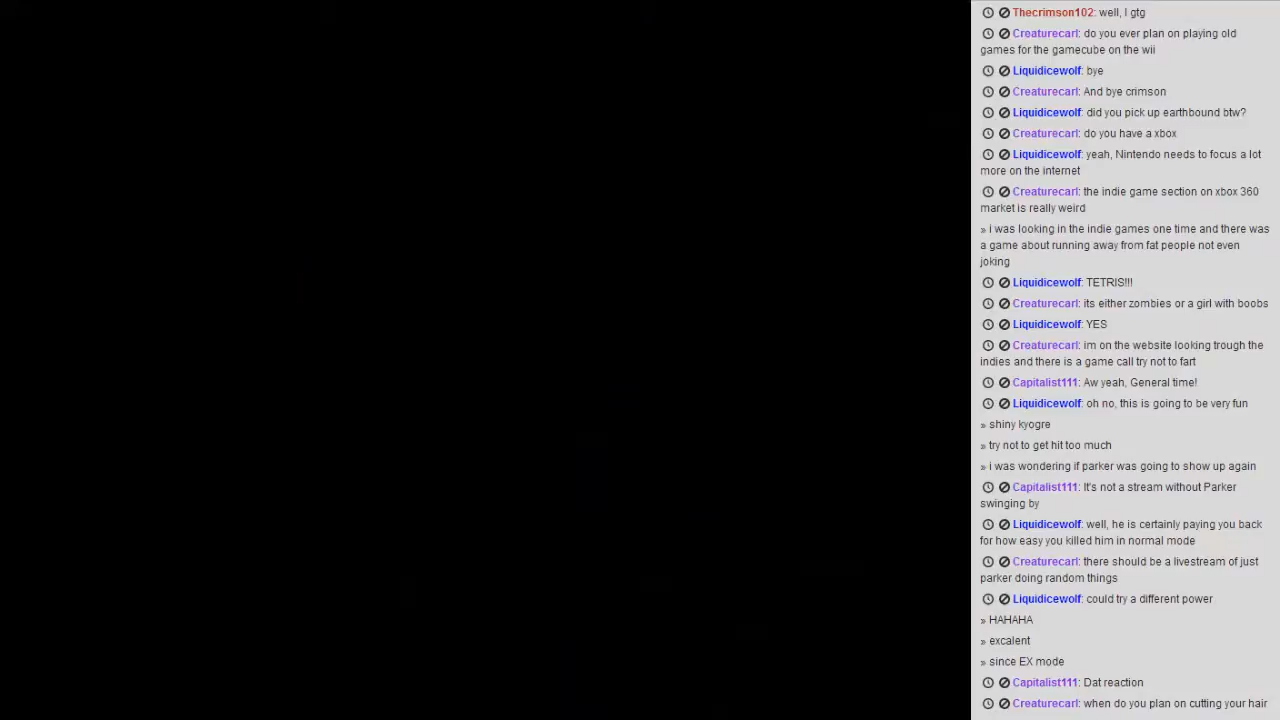 Thecrimson102: well, I gtg
Creaturecarl: do you ever plan on playing old
games for the gamecube on the wii
Liquidicewolf: bye
Creaturecarl: And bye crimson
Liquidicewolf: did you pick up earthbound btw?
Creaturecarl: do you have a xbox
Liquidicewolf: yeah, Nintendo needs to focus a lot
more on the internet
Creaturecarl: the indie game section on xbox 360
market is really weird
» i was looking in the indie games one time and there was
a game about running away from fat people not even
joking
Liquidicewolf: TETRIS!!!
Creaturecarl: its either zombies or a girl with boobs
Liquidicewolf: YES
Creaturecarl: im on the website looking trough the
indies and there is a game call try not to fart
Capitalist111: Aw yeah, General time!
Liquidicewolf: oh no, this is going to be very fun
» shiny kyogre
» try not to get hit too much
» i was wondering if parker was going to show up again
Capitalist111: It's not a stream without Parker
swinging by
Liquidicewolf: well, he is certainly paying you back
for how easy you killed him in normal mode
Creaturecarl: there should be a livestream of just
parker doing random things
Liquidicewolf: could try a different power
» HAHAHA
» excalent
» since EX mode
Capitalist111: Dat reaction
Creaturecarl: when do you plan on cutting your hair